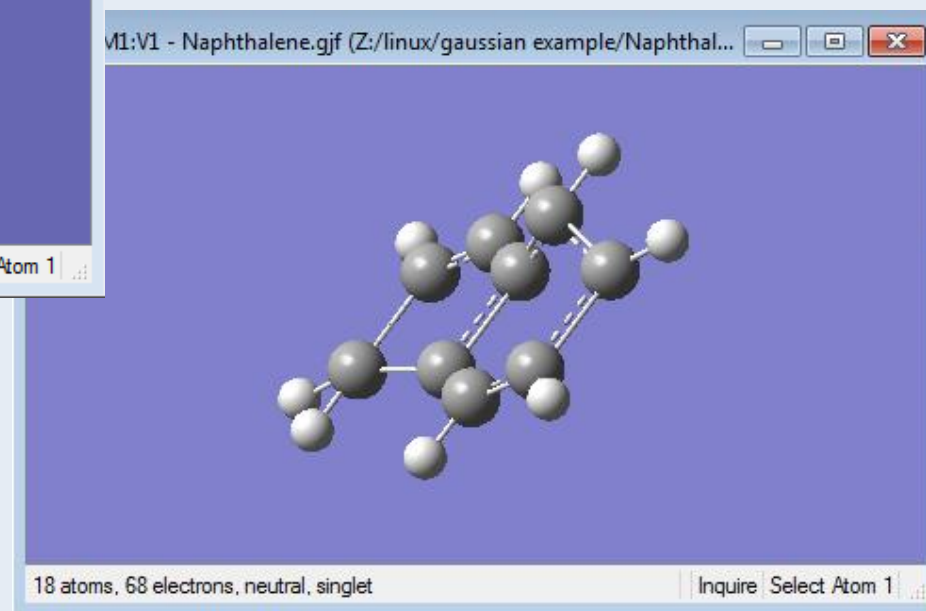 M1:V1 - Naphthalene.gjf (Z:/linux/gaussian example/Naphthal...
Atom 1
18 atoms, 68 electrons, neutral, singlet
Inquire
Select Atom 1